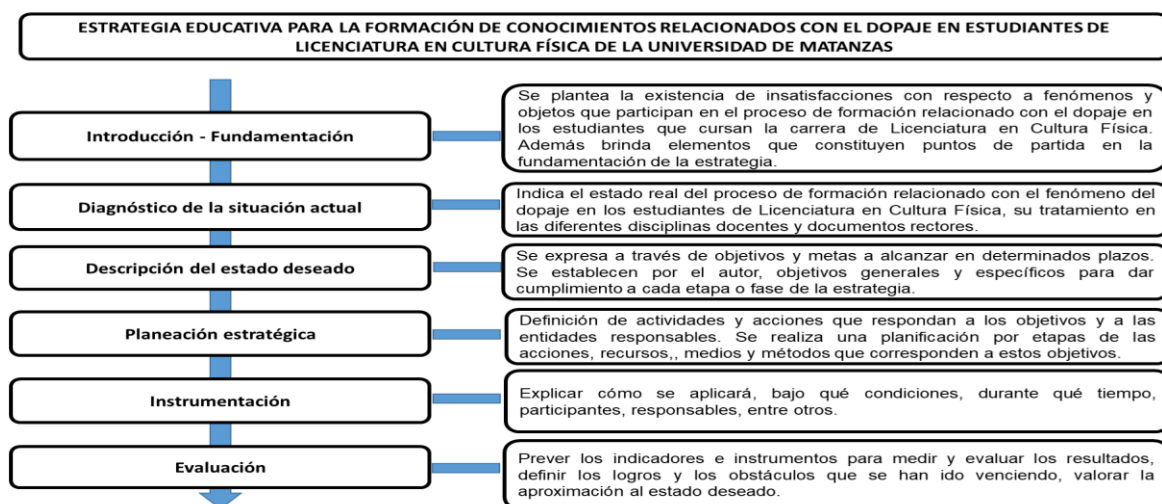 ESTRATEGIA EDUCATIVA PARA LA FORMACIÓN DE CONOCIMIENTOS RELACIONADOS CON EL DOPAJE EN ESTUDIANTES DE
LICENCIATURA EN CULTURA FÍSICA DE LA UNIVERSIDAD DE MATANZAS
Introducción - Fundamentación
Se plantea la existencia de insatisfacciones con respecto a fenómenos y
objetos que participan en el proceso de formación relacionado con el dopaje en
los estudiantes que cursan la carrera de Licenciatura en Cultura Física.
Además brinda elementos que constituyen puntos de partida en la
fundamentación de la estrategia.
Diagnóstico de la situación actual
Indica el estado real del proceso de formación relacionado con el fenómeno del
dopaje en los estudiantes de Licenciatura en Cultura Física, su tratamiento en
las diferentes disciplinas docentes y documentos rectores.
Descripción del estado deseado
Se expresa a través de objetivos y metas a alcanzar en determinados plazos.
Se establecen por el autor, objetivos generales y específicos para dar
cumplimiento a cada etapa o fase de la estrategia.
Planeación estratégica
Definición de actividades y acciones que respondan a los objetivos y a las
entidades responsables. Se realiza una planificación por etapas de las
acciones, recursos,, medios y métodos que corresponden a estos objetivos.
Instrumentación
Explicar cómo se aplicará, bajo qué condiciones, durante qué tiempo,
participantes, responsables, entre otros.
Evaluación
Prever los indicadores e instrumentos para medir y evaluar los resultados,
definir los logros y los obstáculos que se han ido venciendo, valorar la
aproximación al estado deseado.